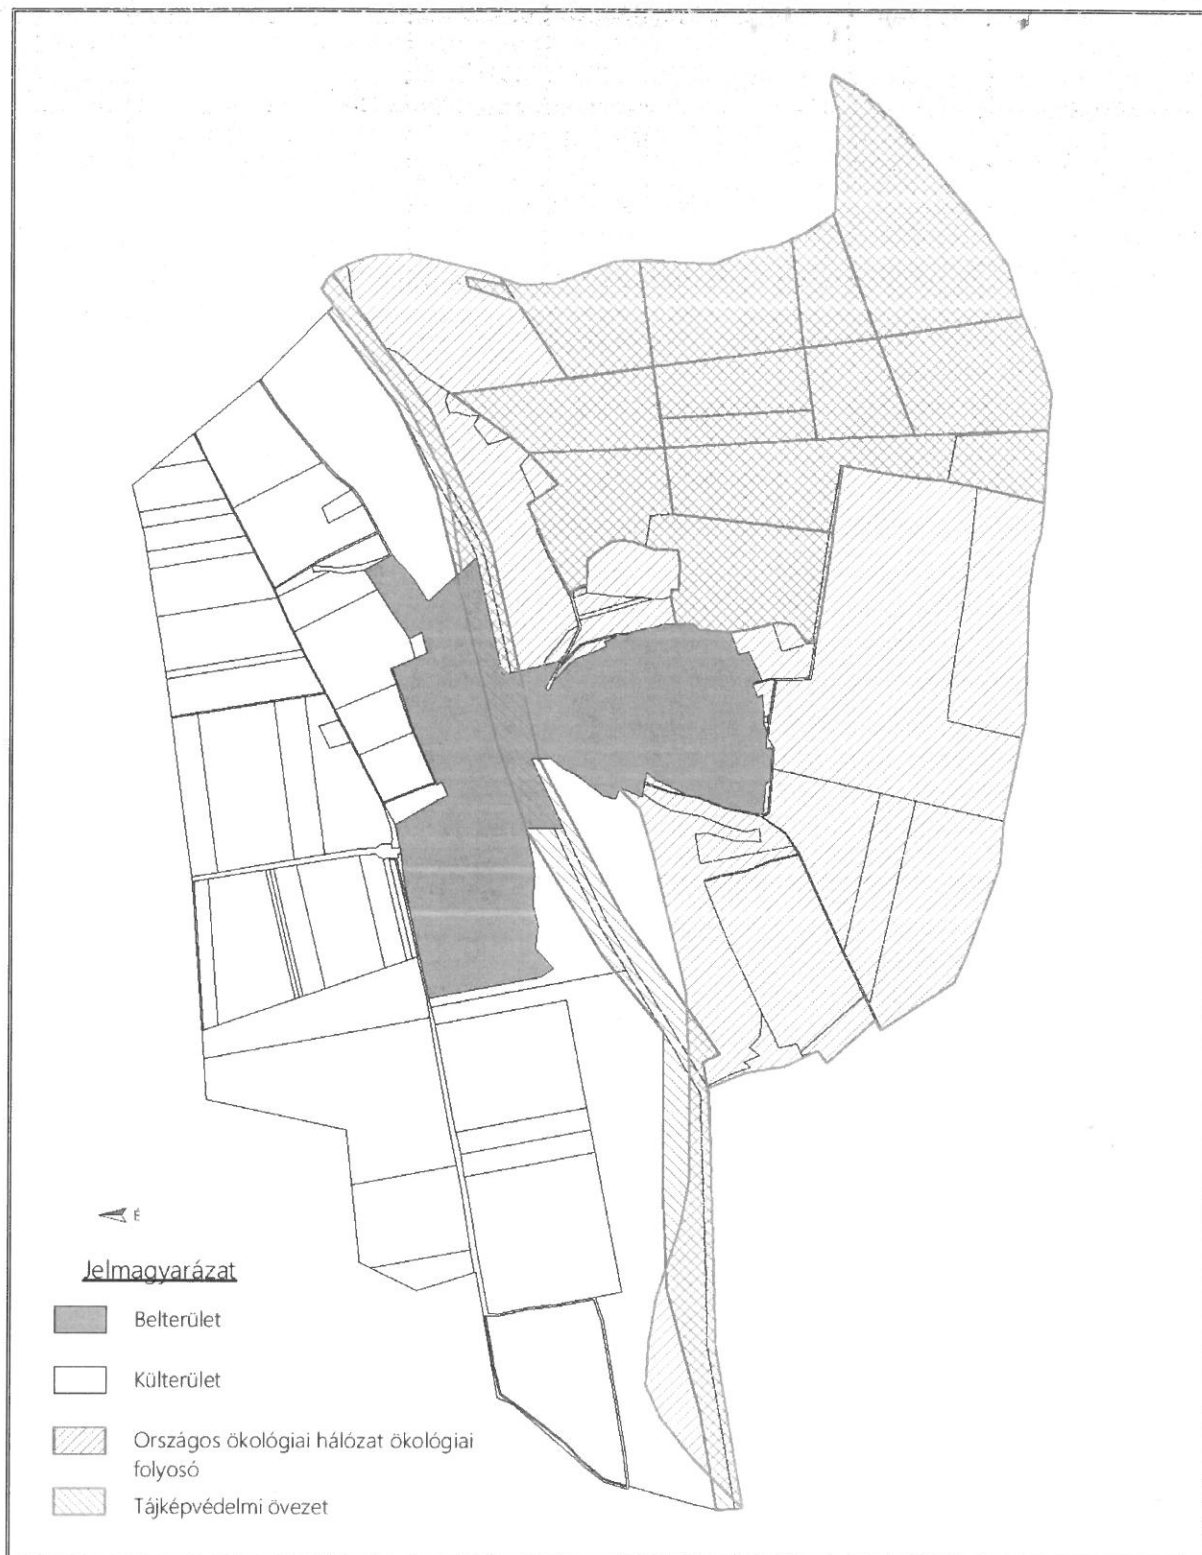 É
Jelmagyarázat
Belterület
Külterület
Országos ökológiai hálózat ökológiai
folyosó
Tájképvédelmi övezet